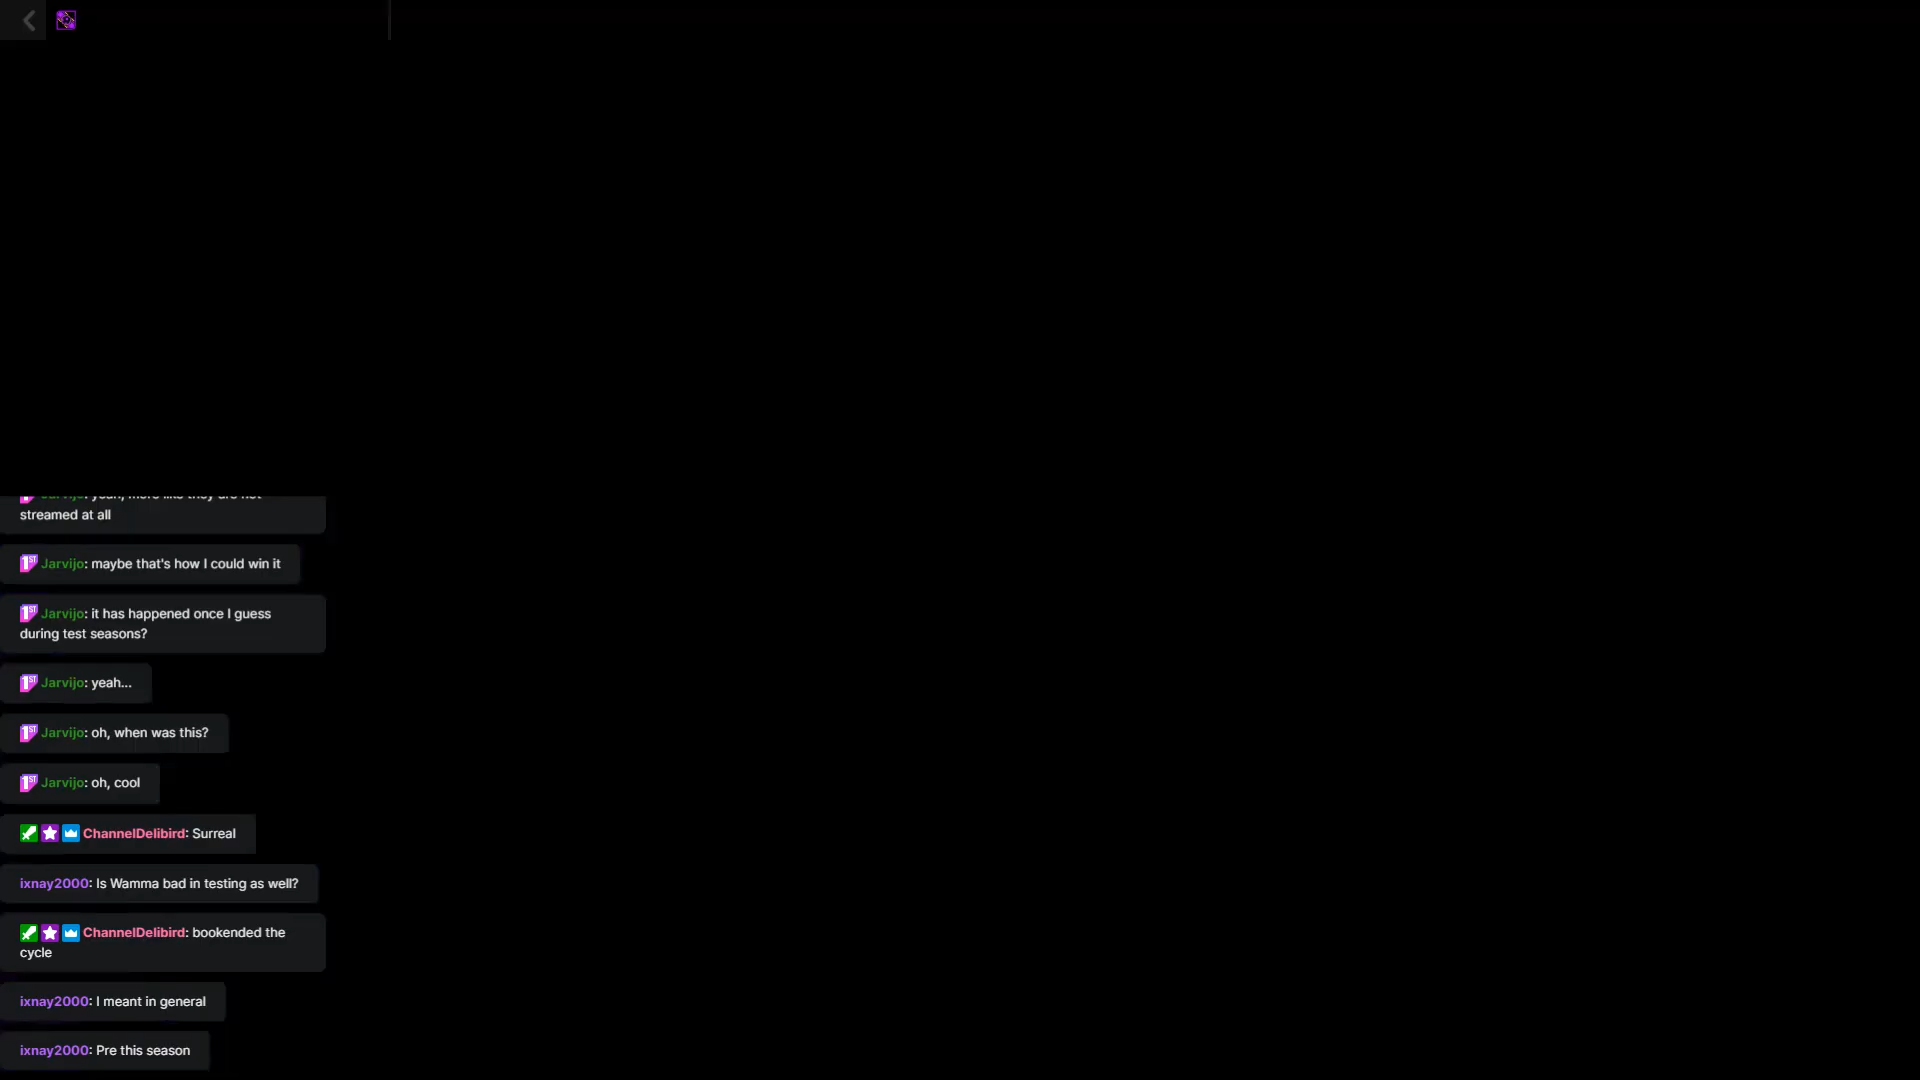 streamed at all
Jarvijo: maybe that's how I could win it
Jarvijo: it has happened once I guess
during test seasons?
Jarvijo: yeah...
Jarvijo: oh, when was this?
Jarvijo: oh, cool
ChannelDelibird: Surreal
ixnay2000: Is Wamma bad in testing as well?
ChannelDelibird: bookended the
cycle
ixnay2000: I meant in general
ixnay2000: Pre this season